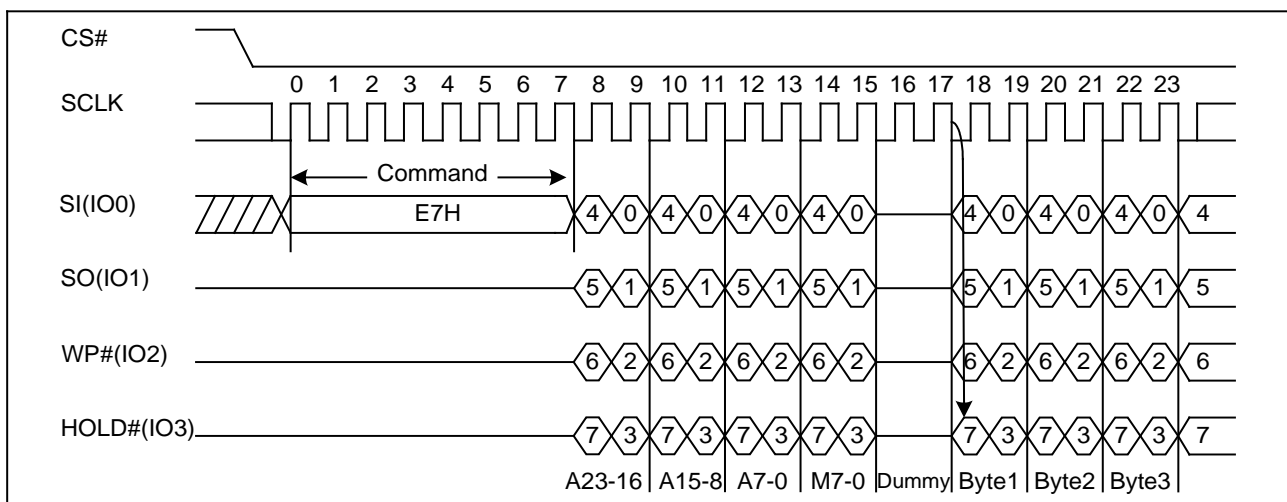 CS#
0 1 2 3 4 5 6 7 8 9 10 11 12 13 14 15 16 17 18 19 20 21 22 23
SCLK
Command
SI(IO0) E7H 4 0 4 0 4 0 4 0 4 0 4 0 4 0 4
SO(IO1) 5 1 5 1 5 1 5 1 5 1 5 1 5 1 5
WP#(IO2) 6 2 6 2 6 2 6 2 6 2 6 2 6 2 6
HOLD#(IO3) 7 3 7 3 7 3 7 3 7 3 7 3 7 3 7
A23-16 A15-8 A7-0 M7-0 Dummy Byte1 Byte2 Byte3